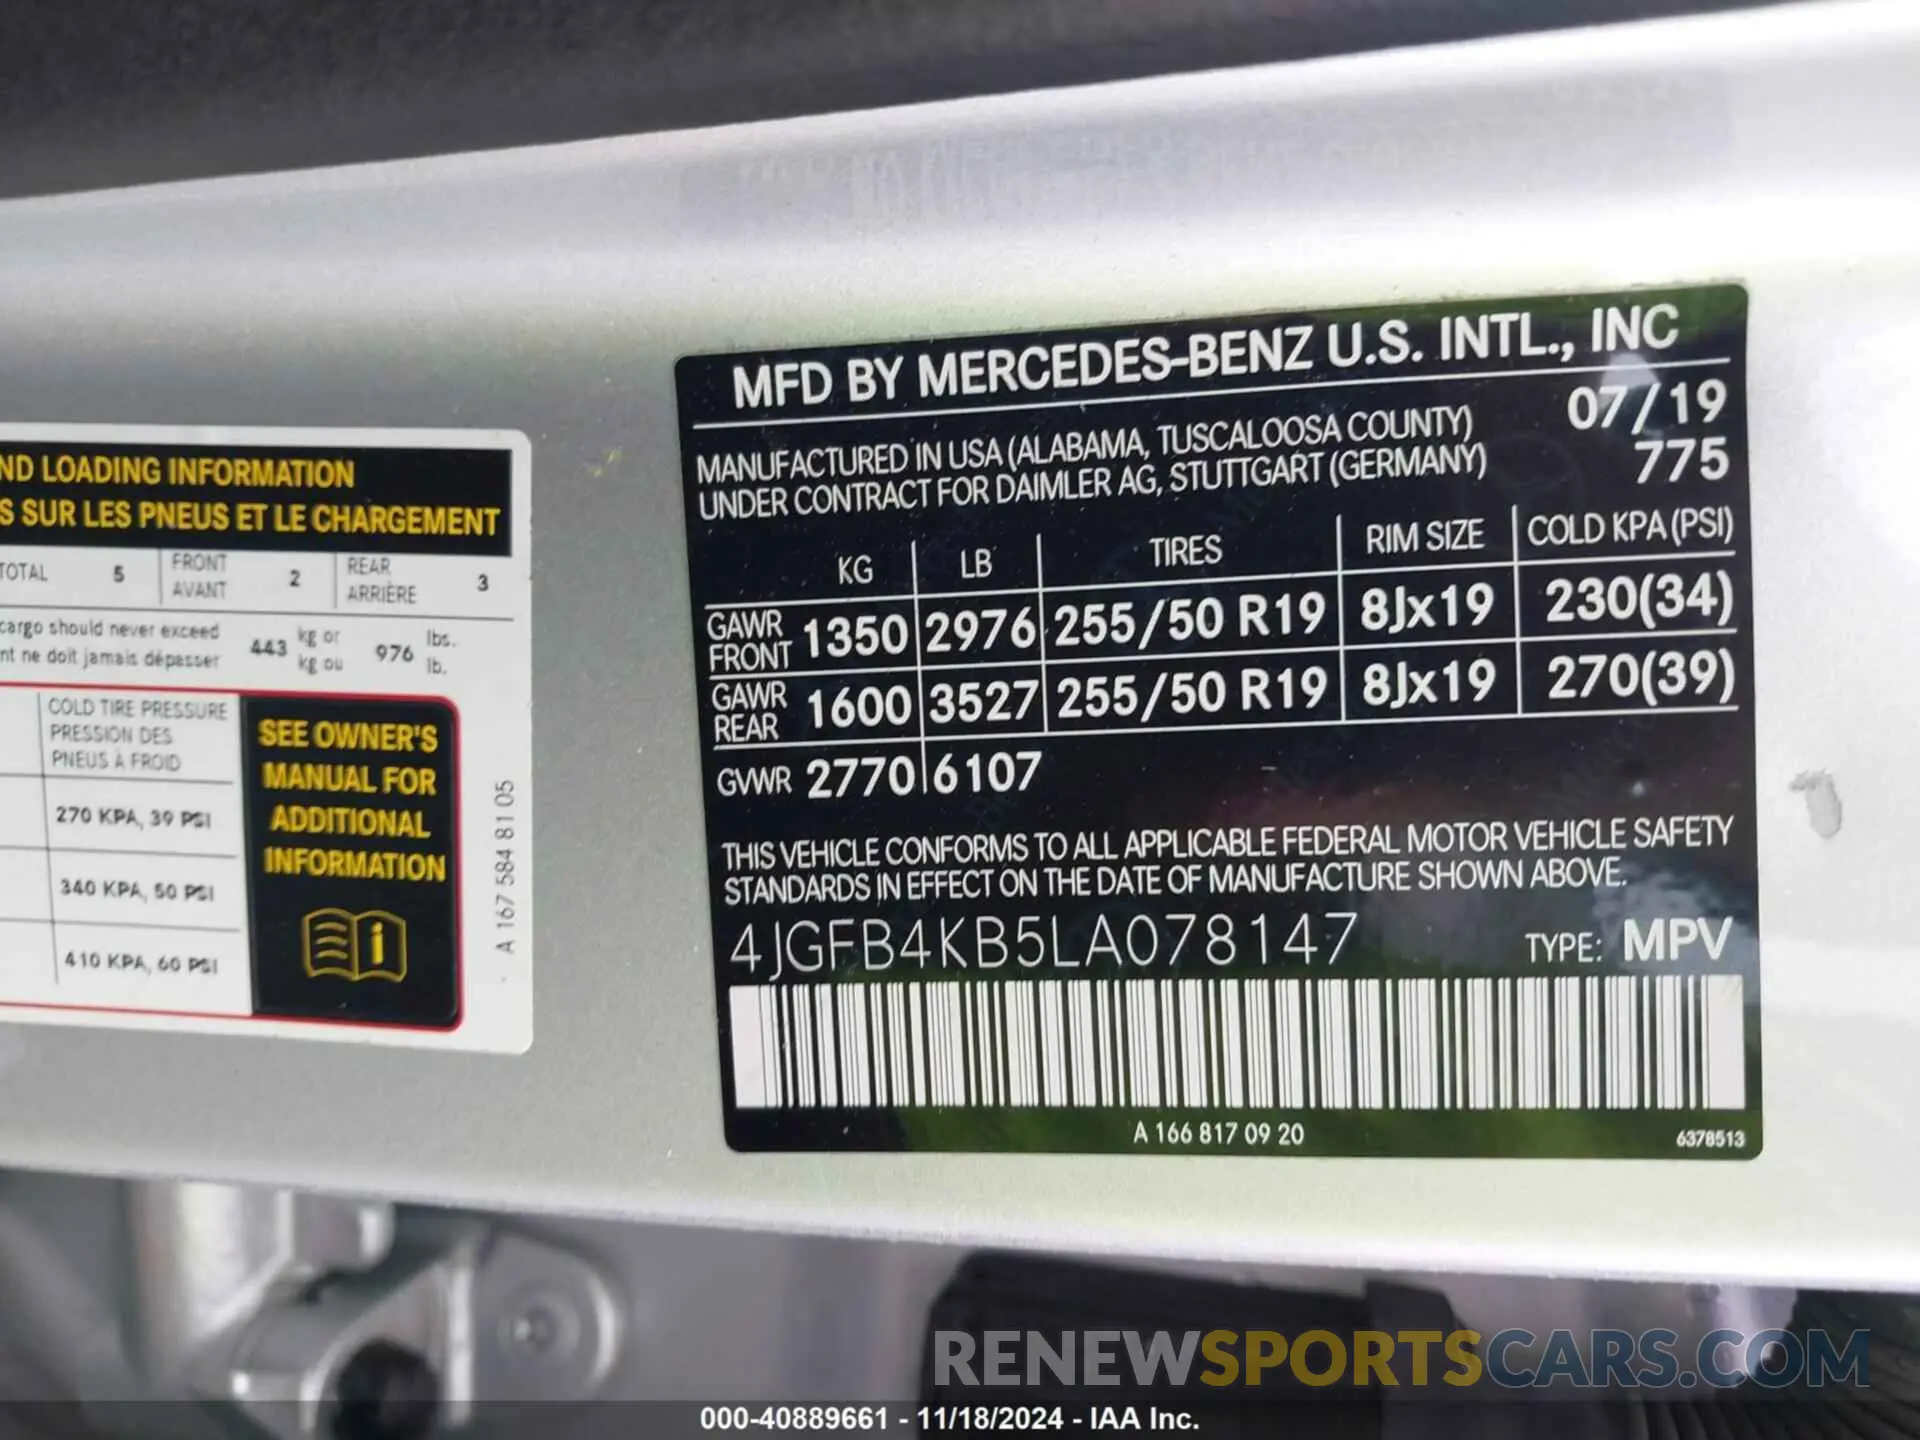 ND LOADING INFORMATION
S SUR LES PNEUS ET LE CHARGEMENT
TOTAL 5 FRONT AVANT 2 REAR ARRIÈRE 3
cargo should never exceed 443 kg or 976 lbs.
nt ne doit jamais dépasser kg ou lb.
COLD TIRE PRESSURE
PRESSION DES
PNEUS À FROID
270 KPA, 39 PSI
340 KPA, 50 PSI
410 KPA, 60 PSI
SEE OWNER'S
MANUAL FOR
ADDITIONAL
INFORMATION
A 167 584 81 05
MFD BY MERCEDES-BENZ U.S. INTL., INC
07/19
MANUFACTURED IN USA (ALABAMA, TUSCALOOSA COUNTY)
775
UNDER CONTRACT FOR DAIMLER AG, STUTTGART (GERMANY)
KG LB TIRES RIM SIZE COLD KPA (PSI)
GAWR FRONT 1350 2976 255/50 R19 8Jx19 230(34)
GAWR REAR 1600 3527 255/50 R19 8Jx19 270(39)
GVWR 2770 6107
THIS VEHICLE CONFORMS TO ALL APPLICABLE FEDERAL MOTOR VEHICLE SAFETY
STANDARDS IN EFFECT ON THE DATE OF MANUFACTURE SHOWN ABOVE.
4JGFB4KB5LA078147 TYPE: MPV
A 166 817 09 20
6378513
RENEWSPORTSCARS.COM
000-40889661 - 11/18/2024 - IAA Inc.